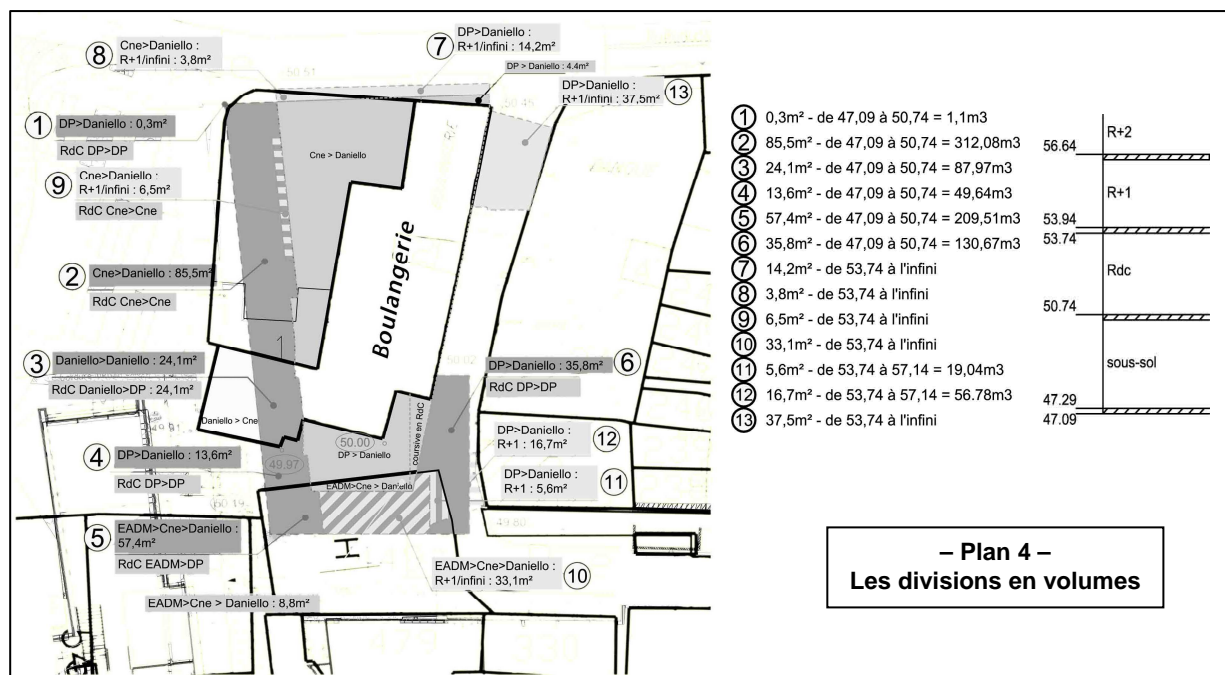 8
Cne>Daniello :
R+1/infini : 3,8m²
7
DP>Daniello :
R+1/infini : 14,2m²
DP > Daniello : 4.4m²
DP>Daniello :
R+1/infini : 37,5m²
13
50.51
50.45
1
DP>Daniello : 0,3m²
RdC DP>DP
Cne > Daniello
9
Cne>Daniello :
R+1/infini : 6,5m²
RdC Cne>Cne
2
Cne>Daniello : 85,5m²
RdC Cne>Cne
Boulangerie
3
Daniello>Daniello : 24,1m²
RdC Daniello>DP : 24,1m²
Daniello > Cne
50.02
DP>Daniello : 35,8m²
RdC DP>DP
6
coursive en RdC
50.00
DP > Daniello
49.97
4
DP>Daniello : 13,6m²
RdC DP>DP
DP>Daniello :
R+1 : 16,7m²
12
EADM>Cne > Daniello
DP>Daniello :
R+1 : 5,6m²
11
50.19
49.80
5
EADM>Cne>Daniello :
57,4m²
RdC EADM>DP
H
EADM>Cne>Daniello :
R+1/infini : 33,1m²
10
EADM>Cne > Daniello : 8,8m²
479
330
1 0,3m² - de 47,09 à 50,74 = 1,1m3
2 85,5m² - de 47,09 à 50,74 = 312,08m3
3 24,1m² - de 47,09 à 50,74 = 87,97m3
4 13,6m² - de 47,09 à 50,74 = 49,64m3
5 57,4m² - de 47,09 à 50,74 = 209,51m3
6 35,8m² - de 47,09 à 50,74 = 130,67m3
7 14,2m² - de 53,74 à l'infini
8 3,8m² - de 53,74 à l'infini
9 6,5m² - de 53,74 à l'infini
10 33,1m² - de 53,74 à l'infini
11 5,6m² - de 53,74 à 57,14 = 19,04m3
12 16,7m² - de 53,74 à 57,14 = 56.78m3
13 37,5m² - de 53,74 à l'infini
R+2
56.64
R+1
53.94
53.74
Rdc
50.74
sous-sol
47.29
47.09
– Plan 4 –
Les divisions en volumes